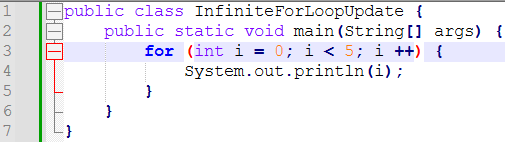 1 public class InfiniteForLoopUpdate {
2 public static void main(String[] args) {
3 for (int i = 0; i < 5; i ++) {
4 System.out.println(i);
5 }
6 }
7 }